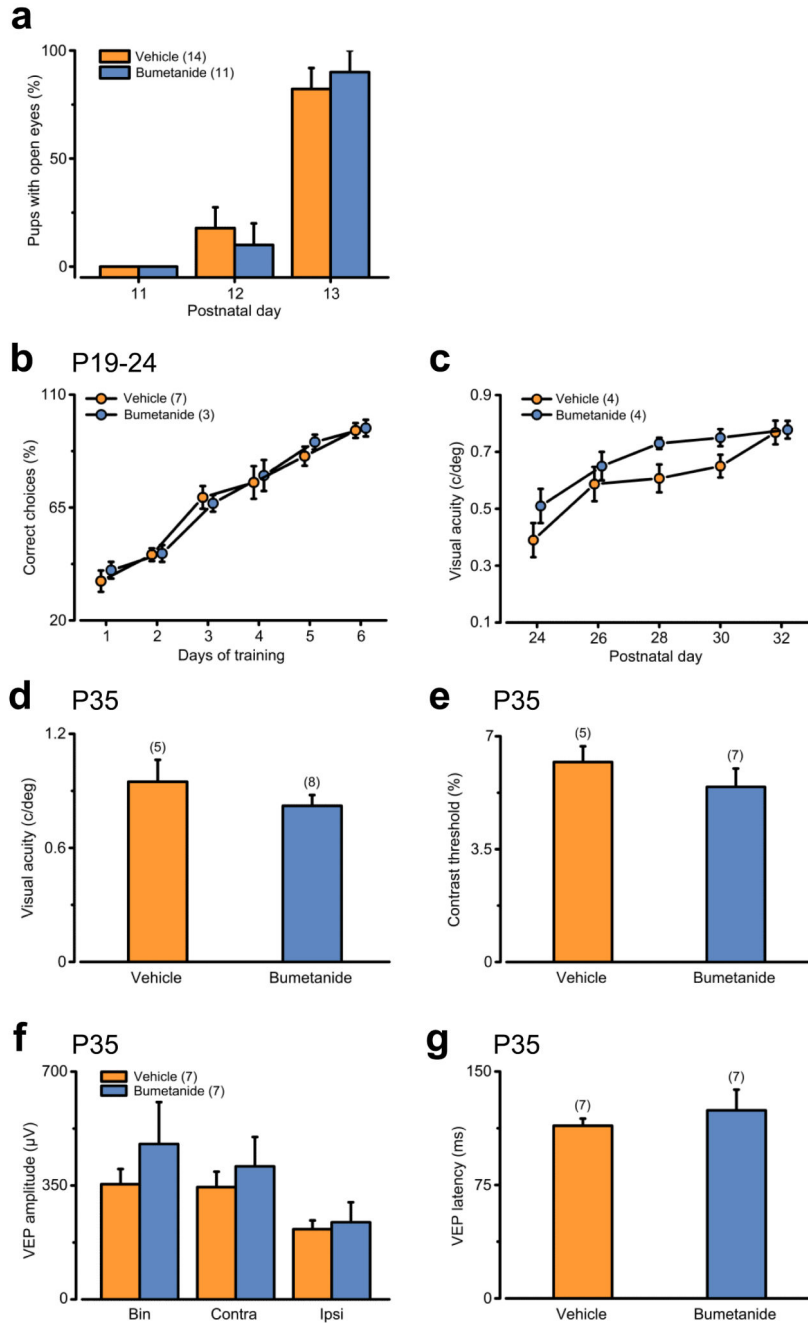 a
100
Vehicle (14)
Bumetanide (11)
Pups with open eyes (%)
50
0
11 12 13
Postnatal day
b P19-24
110
Vehicle (7)
Bumetanide (3)
Correct choices (%)
65
20
1 2 3 4 5 6
Days of training
c
0.9
Vehicle (4)
Bumetanide (4)
Visual acuity (c/deg)
0.7
0.5
0.3
0.1
24 26 28 30 32
Postnatal day
d P35
1.2
(5)
(8)
Visual acuity (c/deg)
0.6
0
Vehicle Bumetanide
e P35
7
(5)
(7)
Contrast threshold (%)
3.5
0
Vehicle Bumetanide
f P35
700
Vehicle (7)
Bumetanide (7)
VEP amplitude (µV)
350
0
Bin Contra Ipsi
g P35
150
(7)
(7)
VEP latency (ms)
75
0
Vehicle Bumetanide